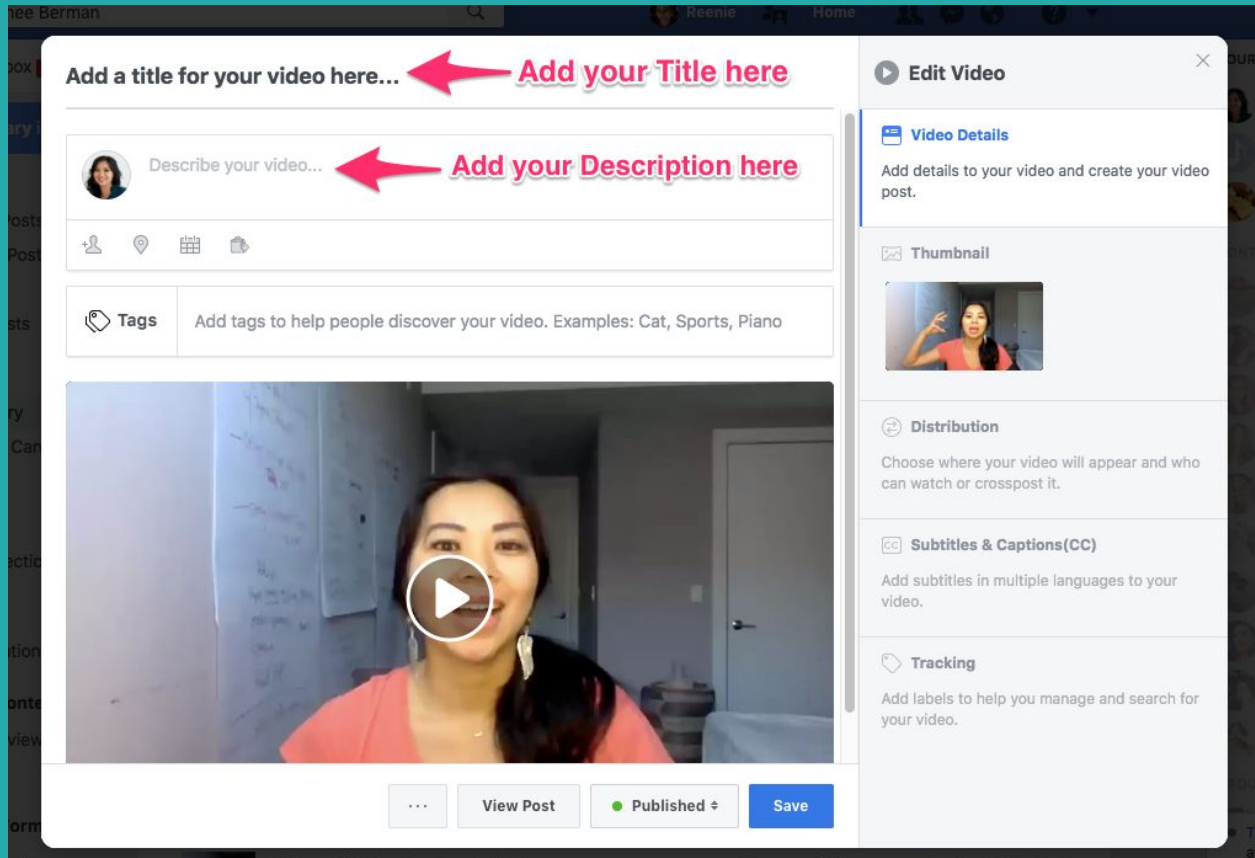 nee Berman
Reenie
Home
Add a title for your video here...
Add your Title here
Describe your video...
Add your Description here
Tags
Add tags to help people discover your video. Examples: Cat, Sports, Piano
... View Post Published Save
Edit Video
Video Details
Add details to your video and create your video
post.
Thumbnail
Distribution
Choose where your video will appear and who
can watch or crosspost it.
CC Subtitles & Captions(CC)
Add subtitles in multiple languages to your
video.
Tracking
Add labels to help you manage and search for
your video.